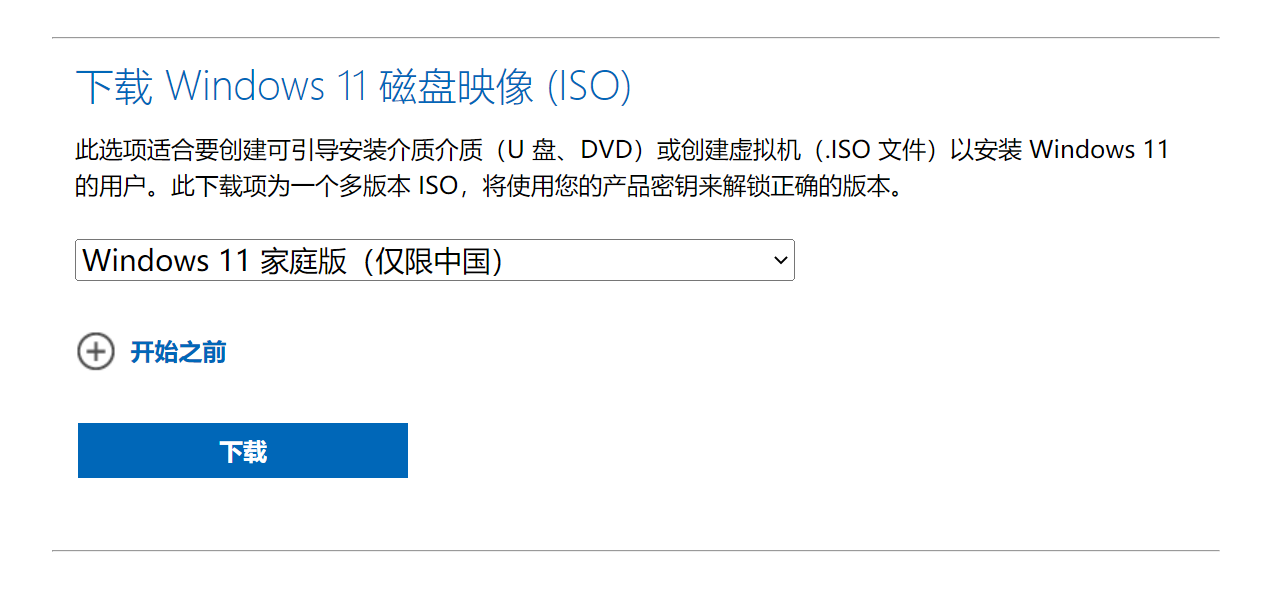 下载 Windows 11 磁盘映像 (ISO)
此选项适合要创建可引导安装介质介质（U 盘、DVD）或创建虚拟机（.ISO 文件）以安装 Windows 11
的用户。此下载项为一个多版本 ISO，将使用您的产品密钥来解锁正确的版本。
Windows 11 家庭版（仅限中国）
开始之前
下载